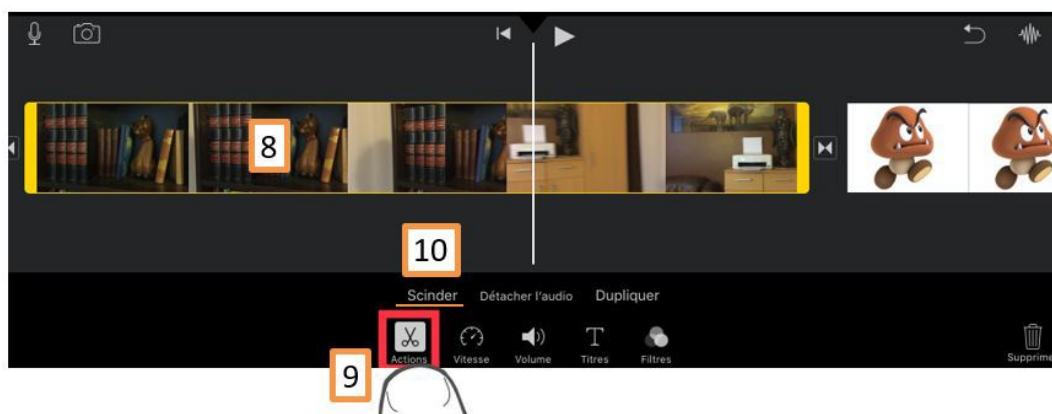 8
10
Scinder Détacher l'audio Dupliquer
Actions Vitesse Volume Titres Filtres Supprime
9